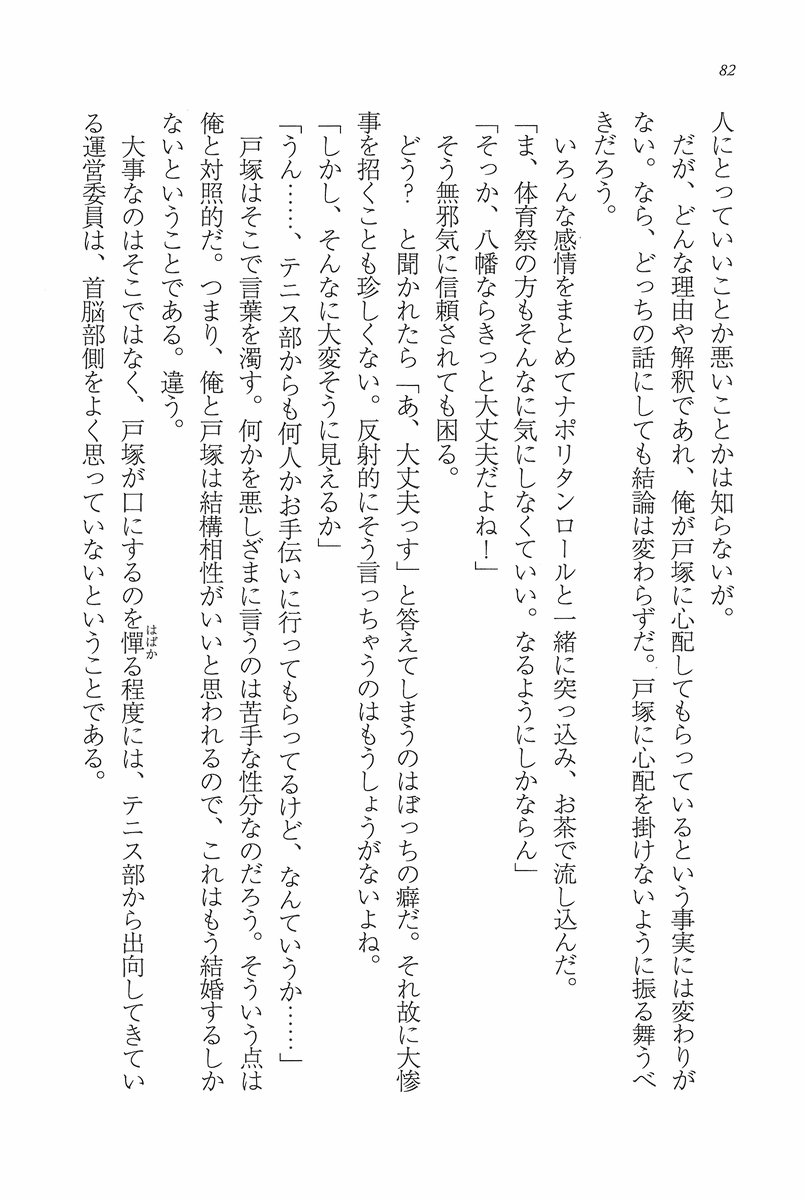 82
人にとっていいことか悪いことかは知らないが。
　だが、どんな理由や解釈であれ、俺が戸塚に心配してもらっているという事実には変わりが
ない。なら、どっちの話にしても結論は変わらずだ。戸塚に心配を掛けないように振る舞うべ
きだろう。
　いろんな感情をまとめてナポリタンロールと一緒に突っ込み、お茶で流し込んだ。
「ま、体育祭の方もそんなに気にしなくていい。なるようにしかならん」
「そっか、八幡ならきっと大丈夫だよね！」
　そう無邪気に信頼されても困る。
　どう？　と聞かれたら「あ、大丈夫っす」と答えてしまうのはぼっちの癖だ。それ故に大惨
事を招くことも珍しくない。反射的にそう言っちゃうのはもうしょうがないよね。
「しかし、そんなに大変そうに見えるか」
「うん……、テニス部からも何人かお手伝いに行ってもらってるけど、なんていうか……」
　戸塚はそこで言葉を濁す。何かを悪しざまに言うのは苦手な性分なのだろう。そういう点は
俺と対照的だ。つまり、俺と戸塚は結構相性がいいと思われるので、これはもう結婚するしか
ないということである。違う。
　大事なのはそこではなく、戸塚が口にするのを憚る程度には、テニス部から出向してきてい
はばか
る運営委員は、首脳部側をよく思っていないということである。